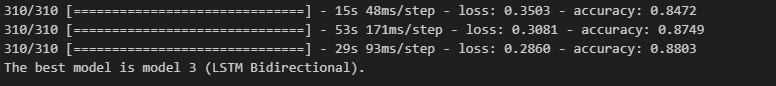 310/310 [==============================] - 15s 48ms/step - loss: 0.3503 - accuracy: 0.8472
310/310 [==============================] - 53s 171ms/step - loss: 0.3081 - accuracy: 0.8749
310/310 [==============================] - 29s 93ms/step - loss: 0.2860 - accuracy: 0.8803
The best model is model 3 (LSTM Bidirectional).